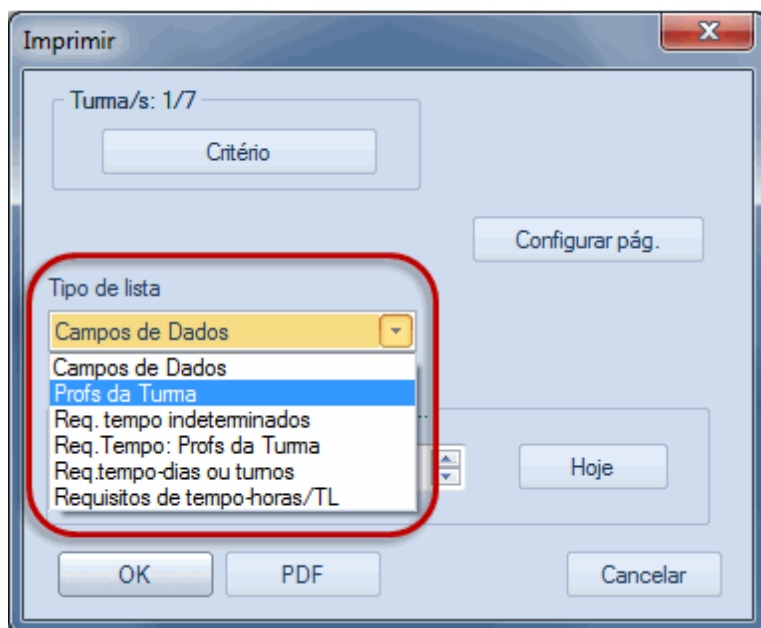 Imprimir
Turma/s: 1/7
Critério
Configurar pág.
Tipo de lista
Campos de Dados
Campos de Dados
Profs da Turma
Req. tempo indeterminados
Req.Tempo: Profs da Turma
Req.tempo-dias ou turnos
Requisitos de tempo-horas/TL
Hoje
OK
PDF
Cancelar